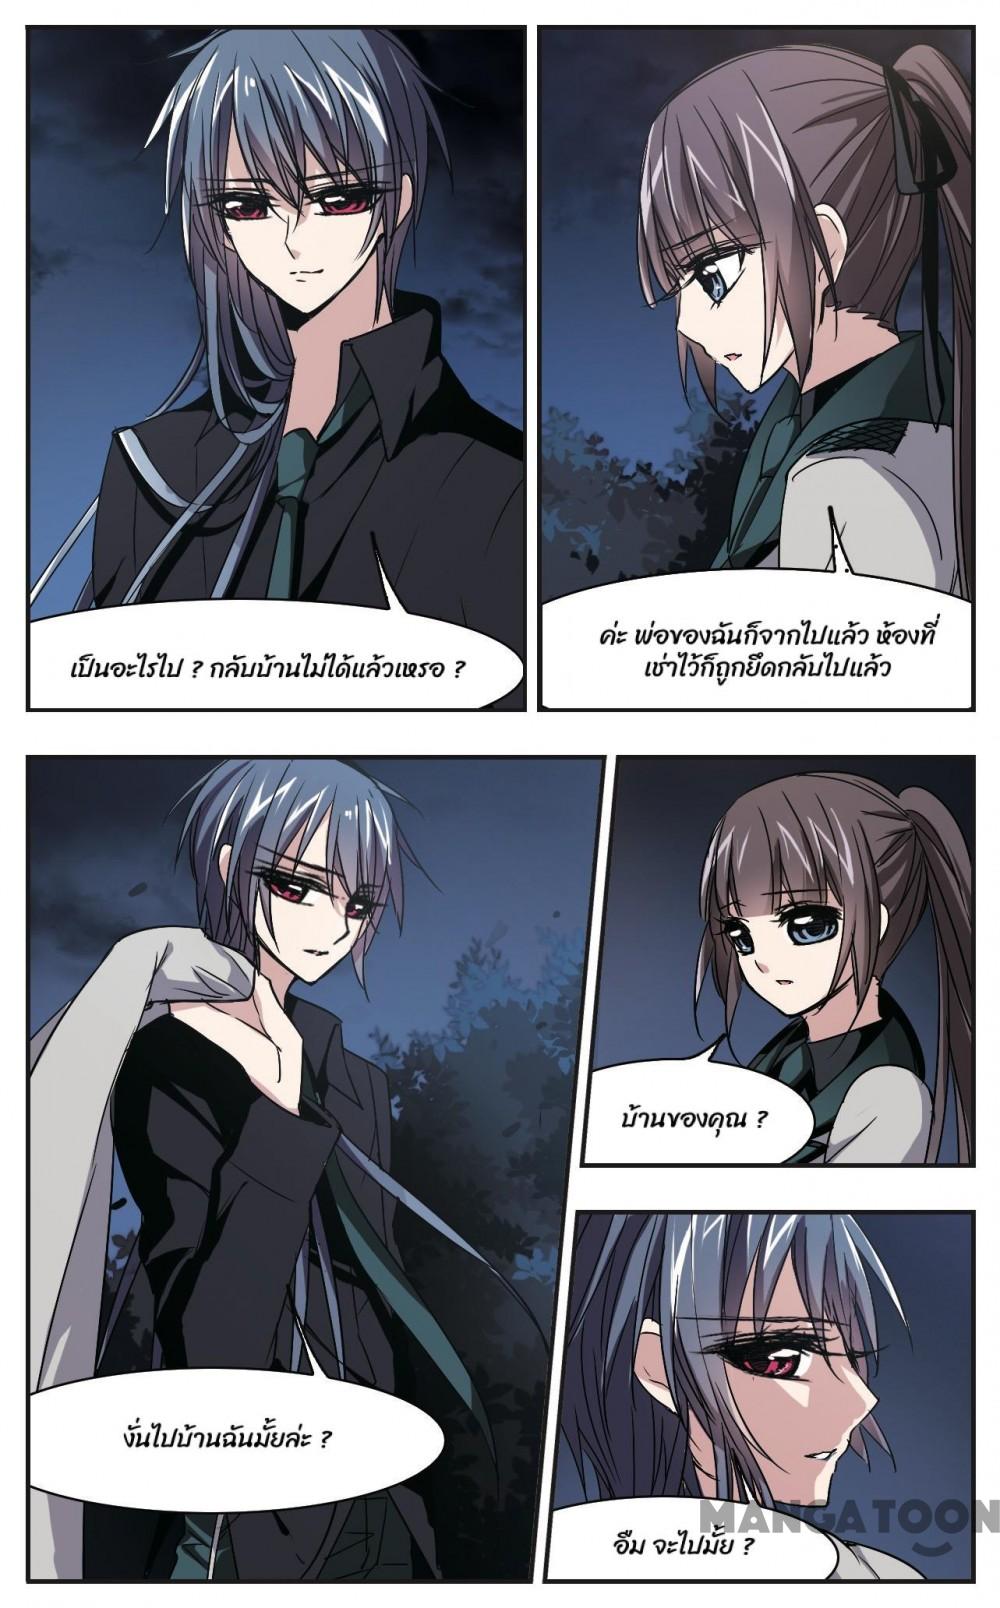 เป็นอะไรไป ? กลับบ้านไม่ได้แล้วเหรอ ?
ค่ะ พ่อของฉันก็จากไปแล้ว ห้องที่
เช่าไว้ก็ถูกยึดกลับไปแล้ว
งั่นไปบ้านฉันมั้ยล่ะ ?
บ้านของคุณ ?
อืม จะไปมั้ย ?
MANGATOON